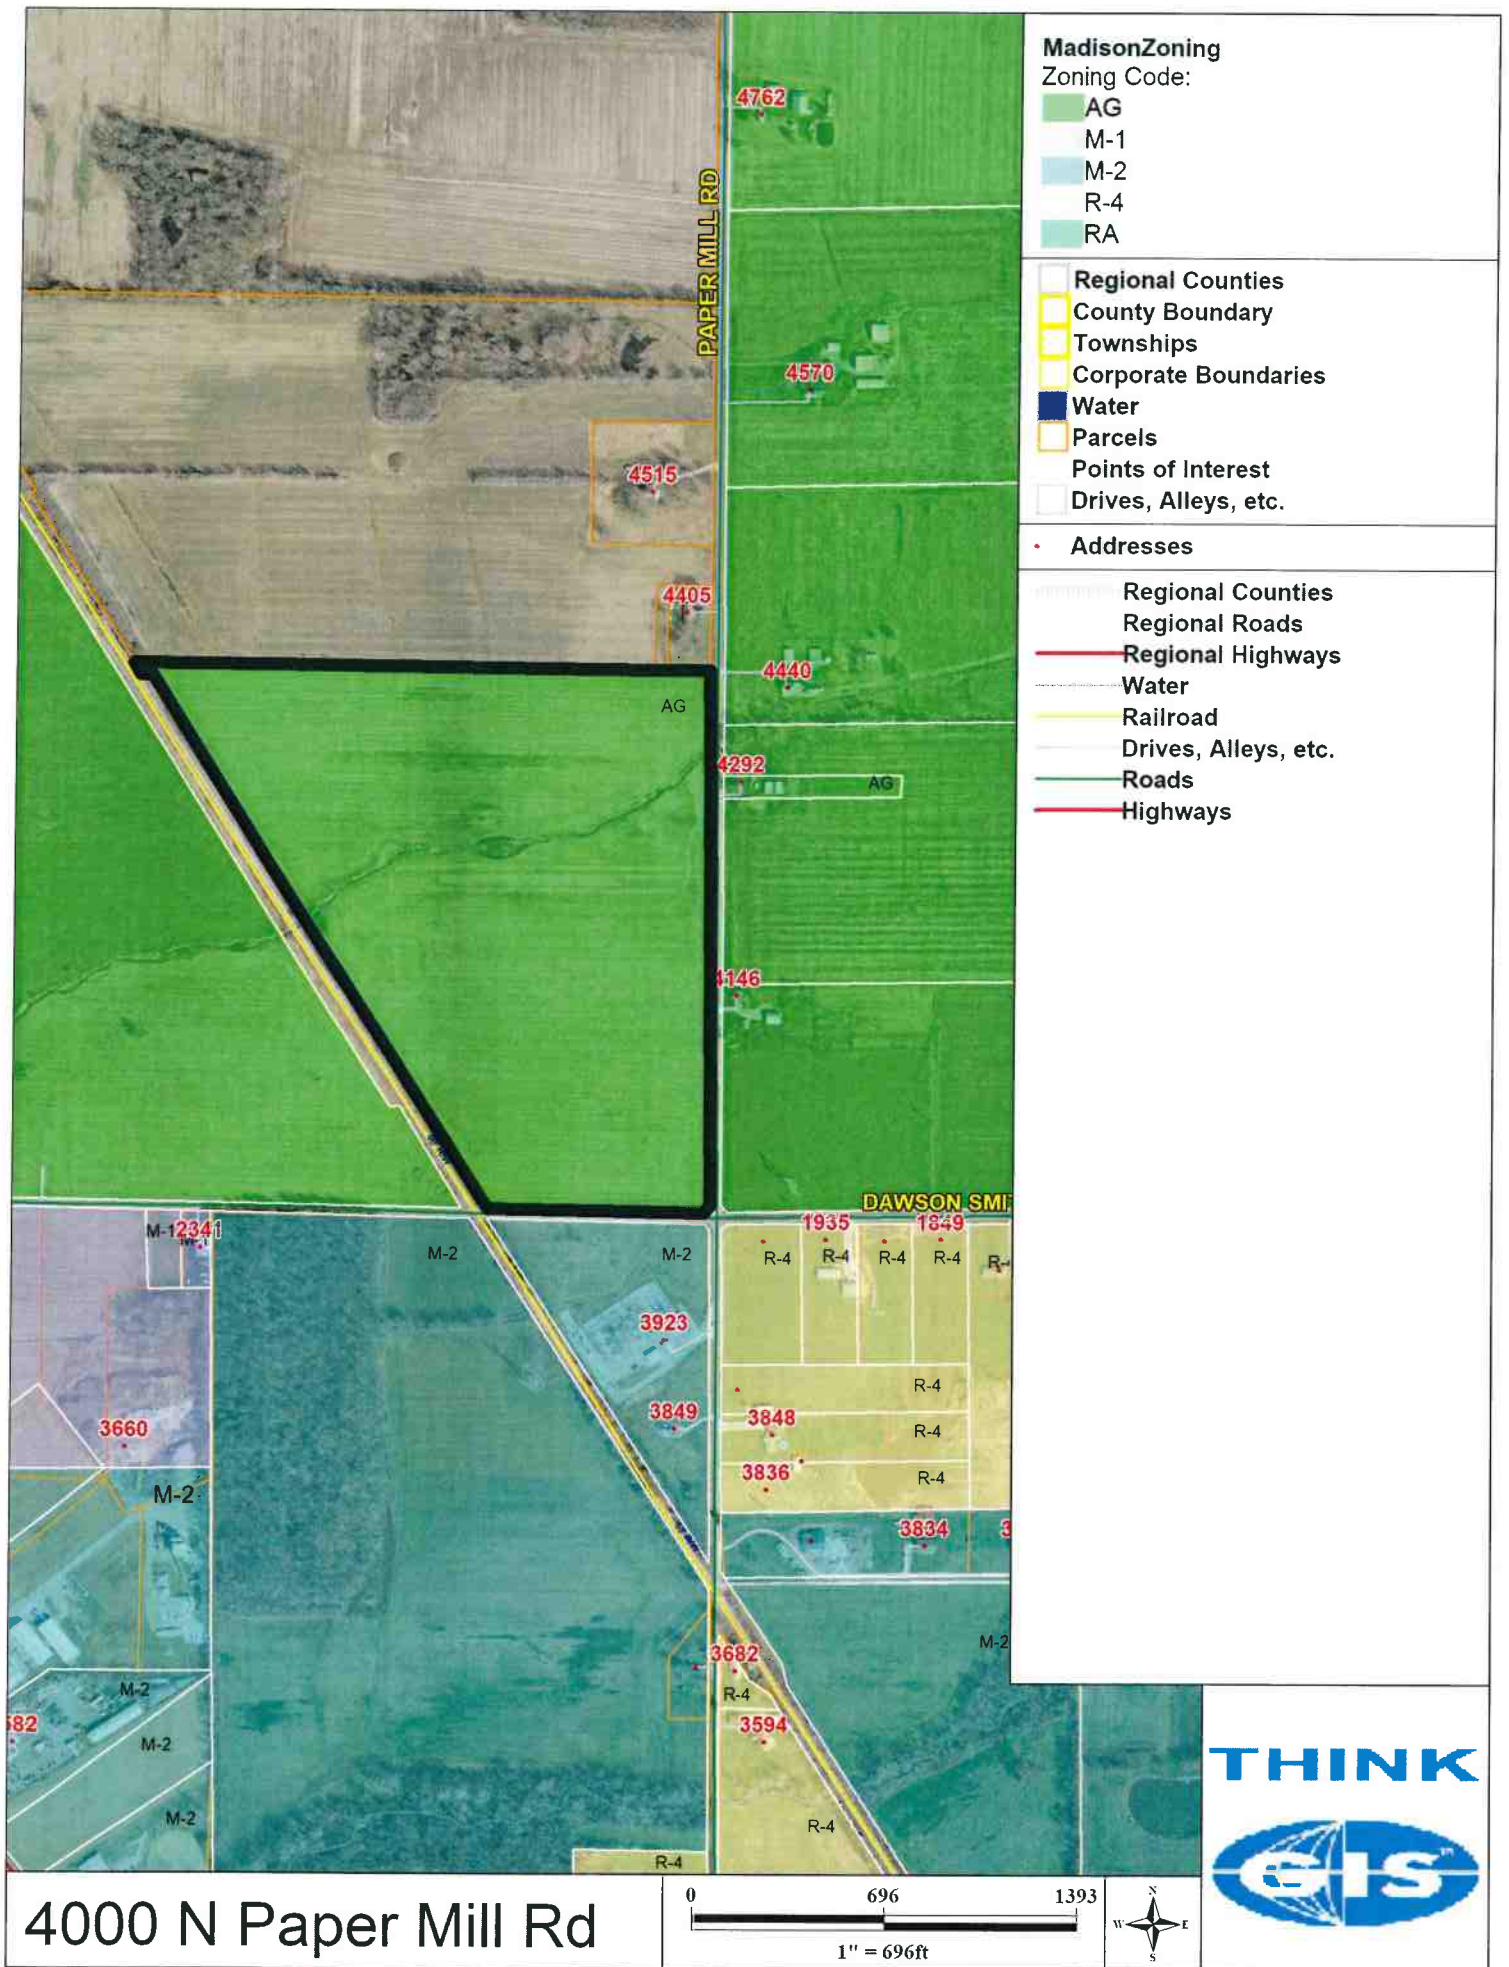 MadisonZoning
Zoning Code:
AG
M-1
M-2
R-4
RA
Regional Counties
County Boundary
Townships
Corporate Boundaries
Water
Parcels
Points of Interest
Drives, Alleys, etc.
Addresses
Regional Counties
Regional Roads
Regional Highways
Water
Railroad
Drives, Alleys, etc.
Roads
Highways
4762
PAPER MILL RD
4570
4515
4405
4440
AG
4292
AG
4146
DAWSON SMI
M-1 2341
M-1
M-2
M-2
1935
1849
R-4
R-4
R-4
R-4
3923
R-4
3849
3848
R-4
3660
3836
R-4
M-2
3834
3
M-2
3682
R-4
M-2
582
3594
M-2
M-2
R-4
R-4
4000 N Paper Mill Rd
0 696 1393
1" = 696ft
N
W E
S
THINK
GIS